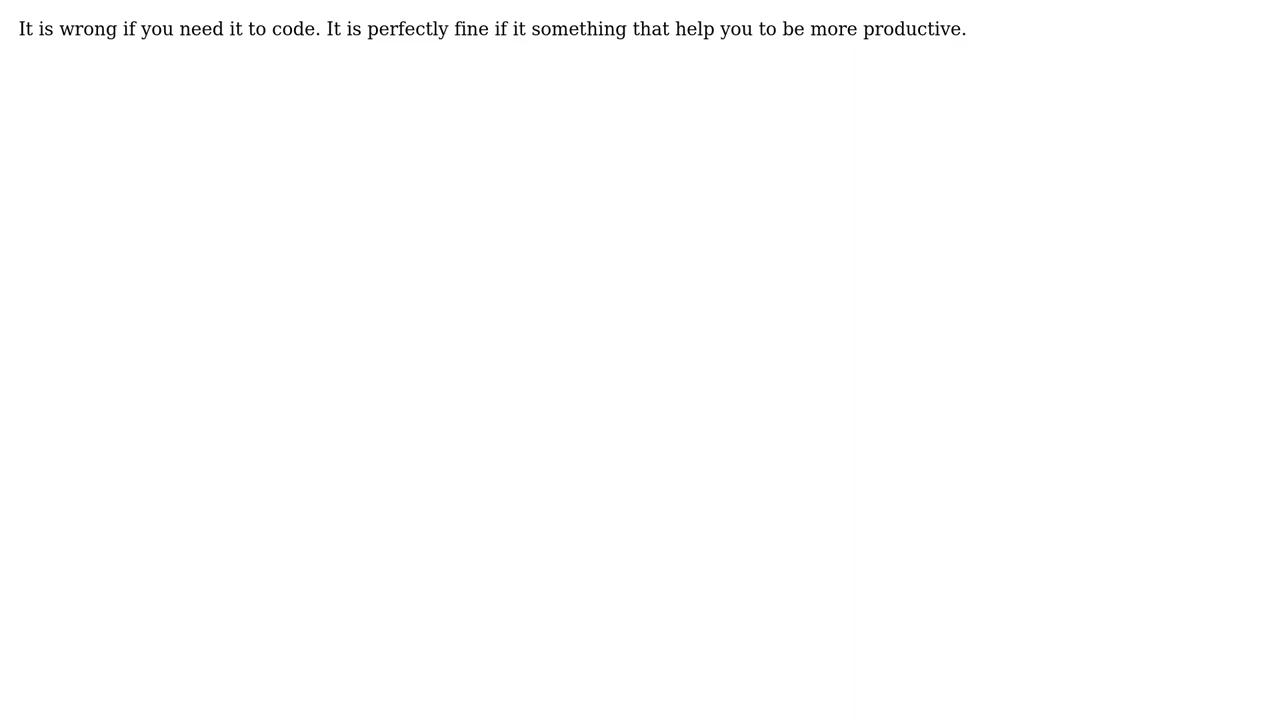 It is wrong if you need it to code. It is perfectly fine if it something that help you to be more productive.